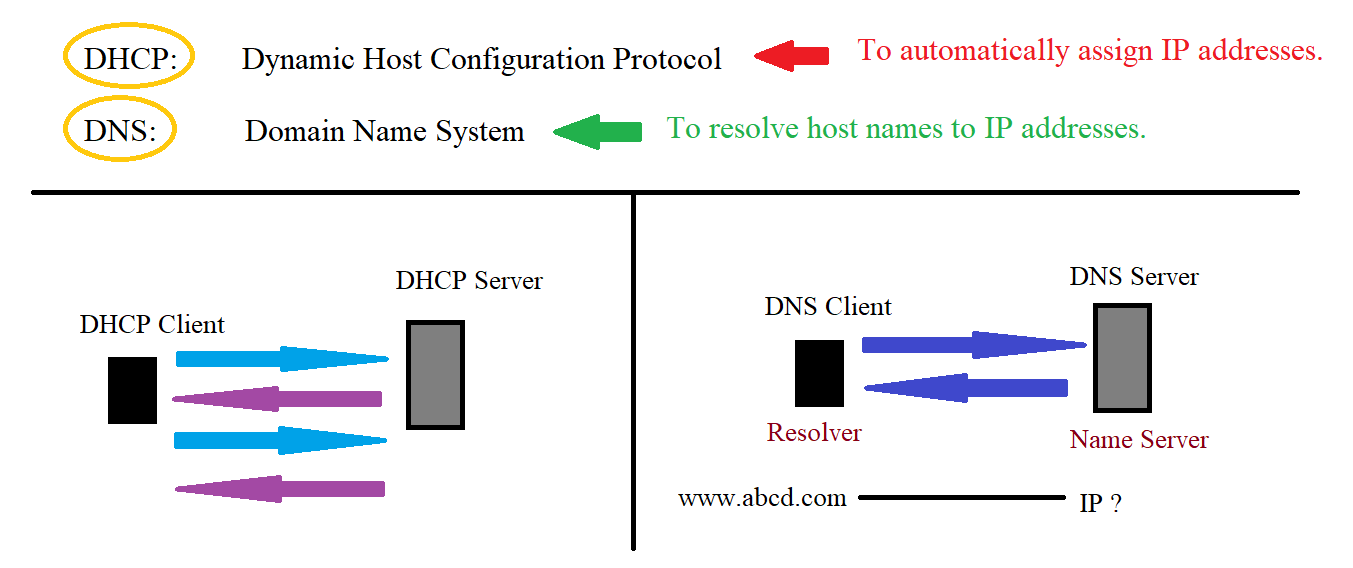 DHCP: Dynamic Host Configuration Protocol To automatically assign IP addresses.
DNS: Domain Name System To resolve host names to IP addresses.
DHCP Server
DHCP Client
DNS Server
DNS Client
Resolver
Name Server
www.abcd.com IP ?